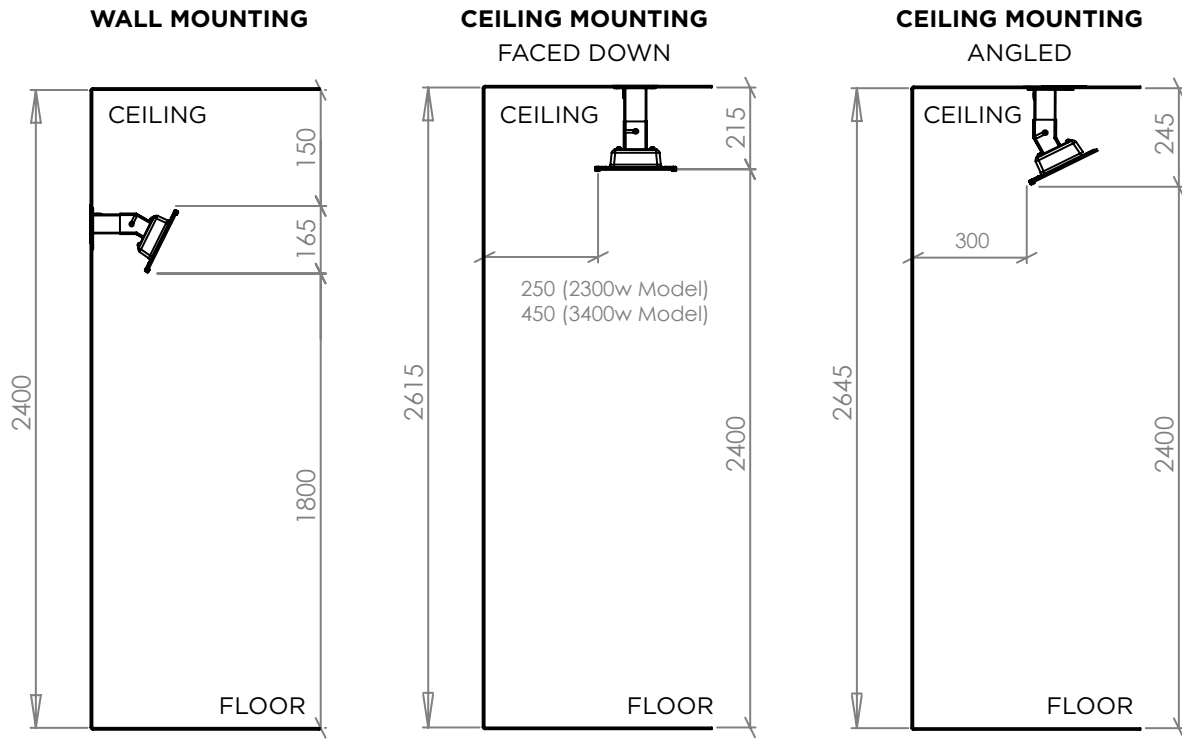 WALL MOUNTING
CEILING
150
165
2400
1800
FLOOR
CEILING MOUNTING
FACED DOWN
CEILING
215
250 (2300w Model)
450 (3400w Model)
2615
2400
FLOOR
CEILING MOUNTING
ANGLED
CEILING
245
300
2645
2400
FLOOR